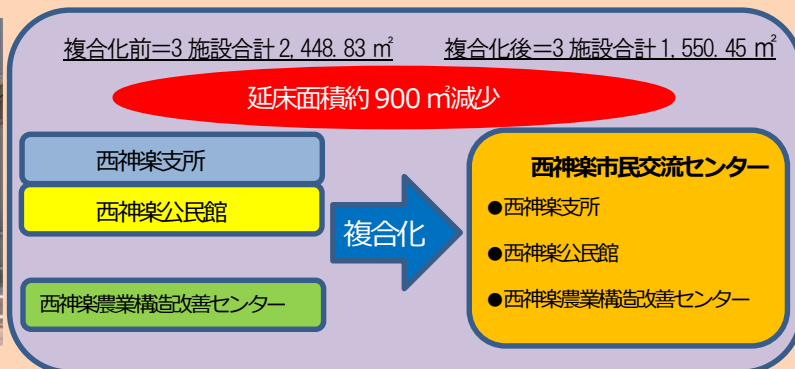 複合化前＝3 施設合計 2,448.83 ㎡　複合化後＝3 施設合計 1,550.45 ㎡
延床面積約 900 ㎡減少
西神楽支所
西神楽公民館
西神楽農業構造改善センター
複合化
西神楽市民交流センター
●西神楽支所
●西神楽公民館
●西神楽農業構造改善センター